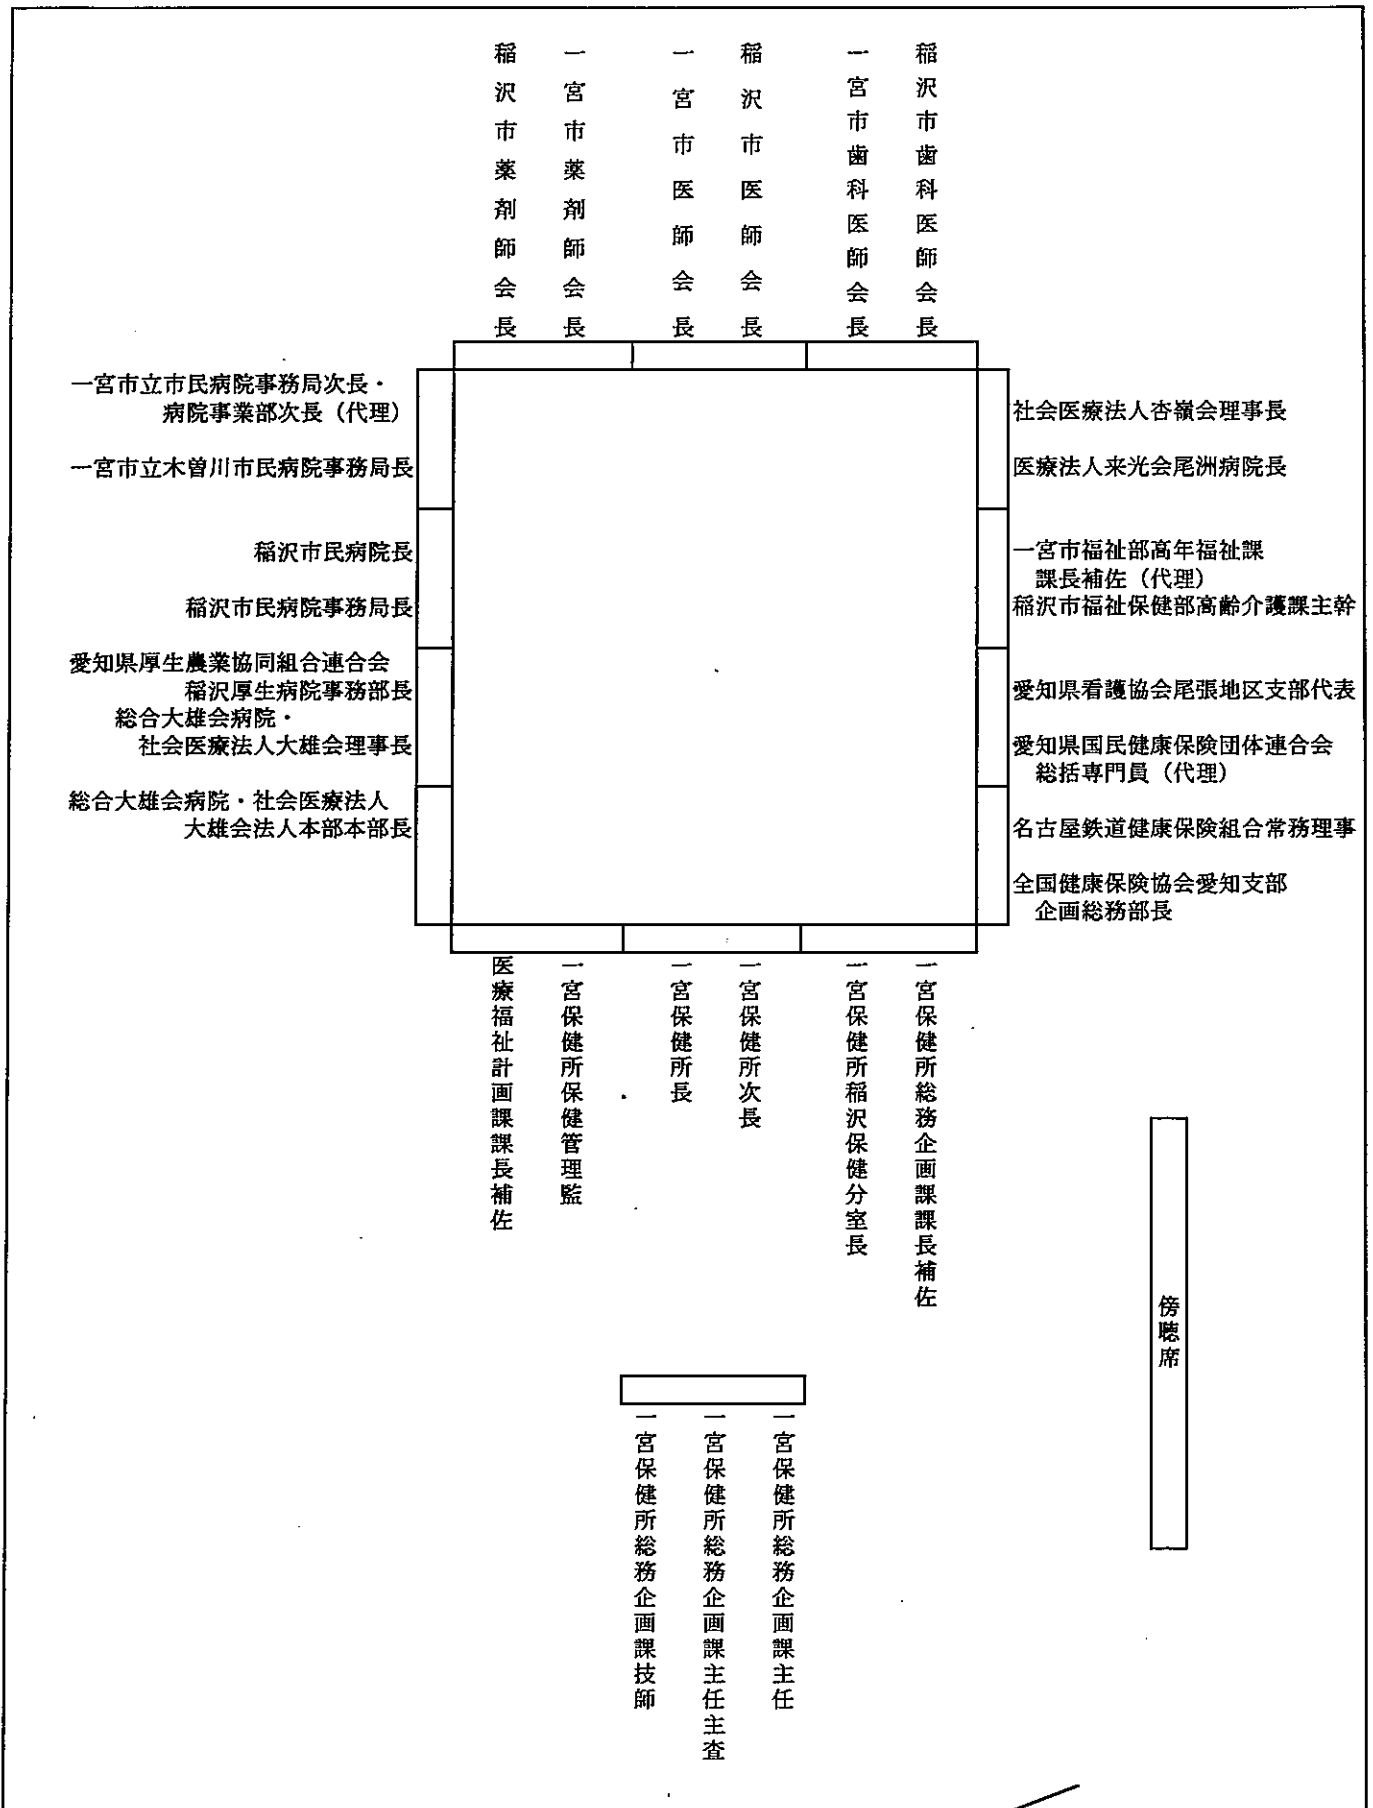 稲沢市薬剤師会長
一宮市薬剤師会長
一宮市医師会長
稲沢市医師会長
一宮市歯科医師会長
稲沢市歯科医師会長
一宮市立市民病院事務局次長・
病院事業部次長（代理）
一宮市立木曽川市民病院事務局長
稲沢市民病院長
稲沢市民病院事務局長
愛知県厚生農業協同組合連合会
稲沢厚生病院事務部長
総合大雄会病院・
社会医療法人大雄会理事長
総合大雄会病院・社会医療法人
大雄会法人本部本部長
社会医療法人杏嶺会理事長
医療法人来光会尾洲病院長
一宮市福祉部高年福祉課
課長補佐（代理）
稲沢市福祉保健部高齢介護課主幹
愛知県看護協会尾張地区支部代表
愛知県国民健康保険団体連合会
総括専門員（代理）
名古屋鉄道健康保険組合常務理事
全国健康保険協会愛知支部
企画総務部長
医療福祉計画課課長補佐
一宮保健所保健管理監
一宮保健所長
一宮保健所次長
一宮保健所稲沢保健分室長
一宮保健所総務企画課課長補佐
傍聴席
一宮保健所総務企画課技師
一宮保健所総務企画課主任主査
一宮保健所総務企画課主任